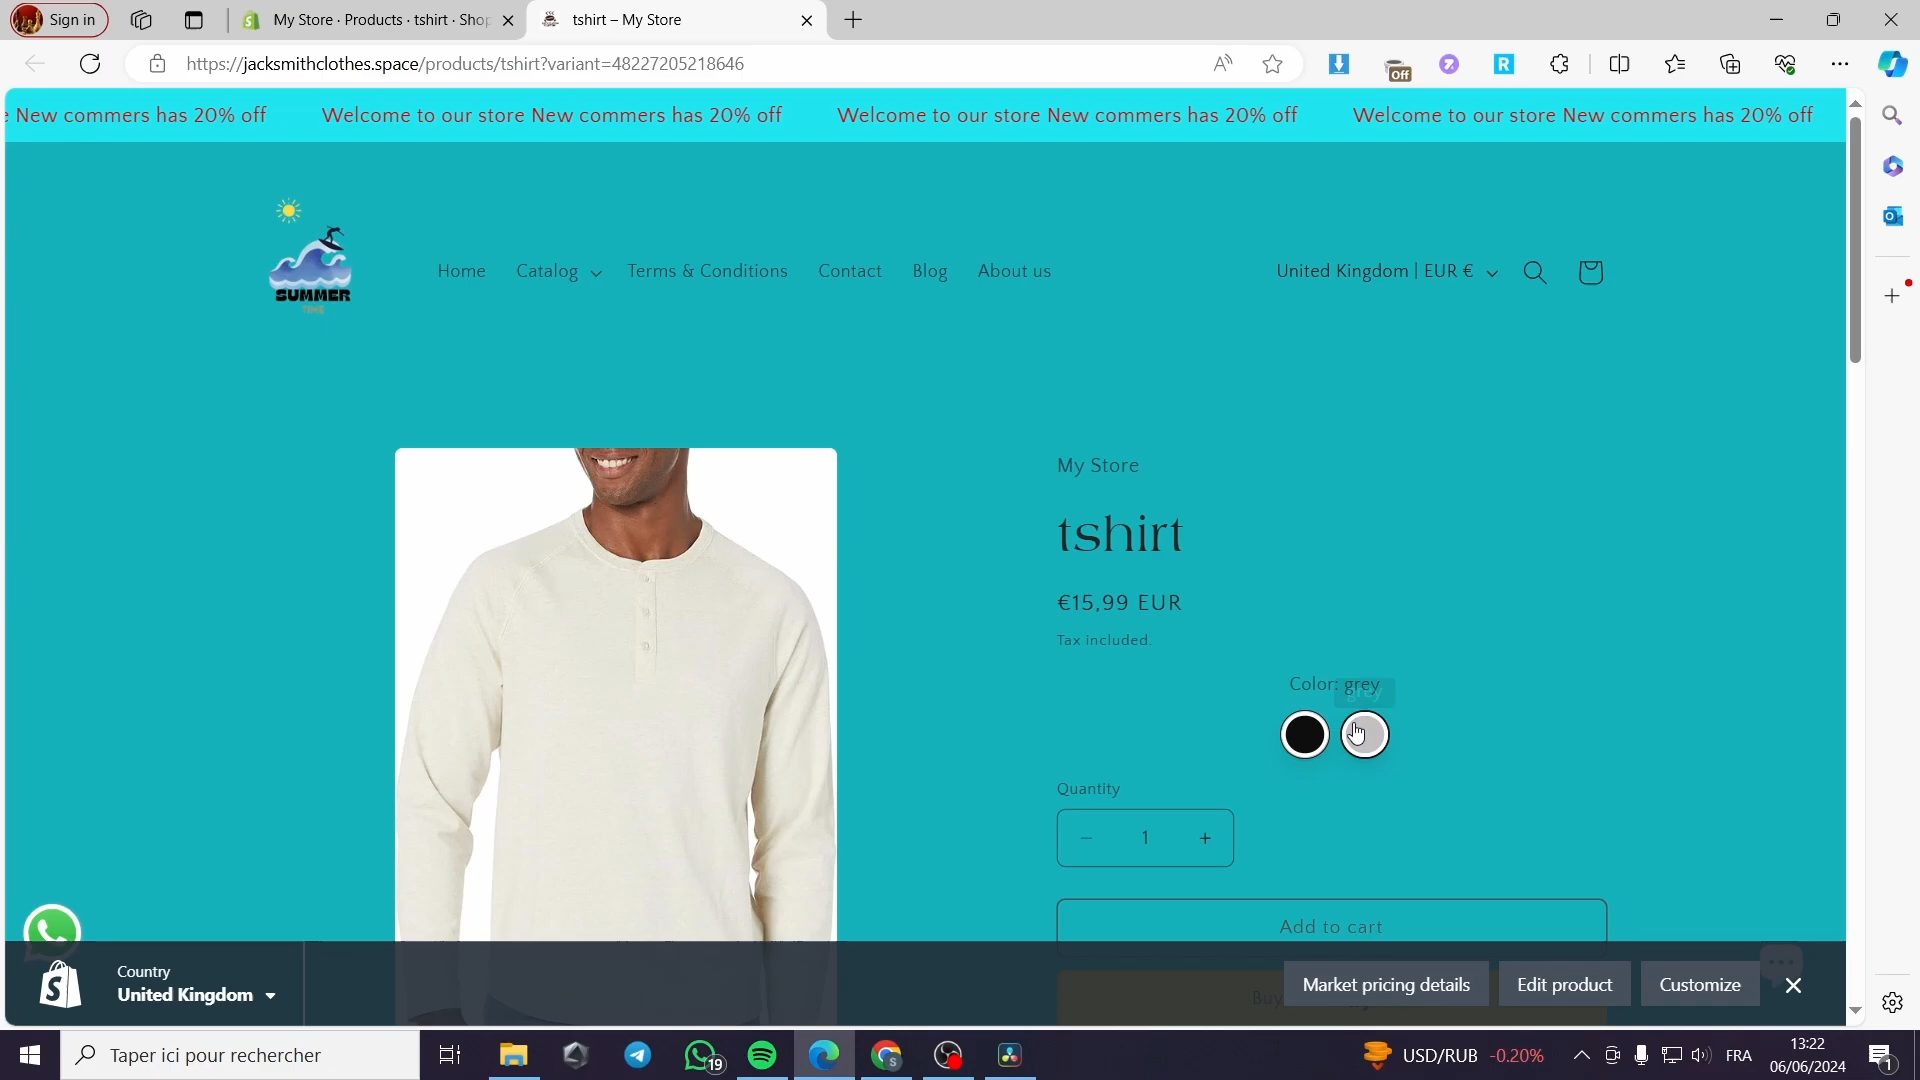 Sign in
My Store · Products · tshirt · Shop
tshirt – My Store
https://jacksmithclothes.space/products/tshirt?variant=48227205218646
Off
e New commers has 20% off Welcome to our store New commers has 20% off Welcome to our store New commers has 20% off Welcome to our store New commers has 20% off
SUMMER
TIME
Home Catalog Terms & Conditions Contact Blog About us
United Kingdom | EUR €
My Store
tshirt
€15,99 EUR
Tax included.
Color: grey
grey
Quantity
− 1 +
Add to cart
Country
United Kingdom
Market pricing details
Edit product
Customize
Taper ici pour rechercher
19
USD/RUB -0.20%
FRA
13:22
06/06/2024
1